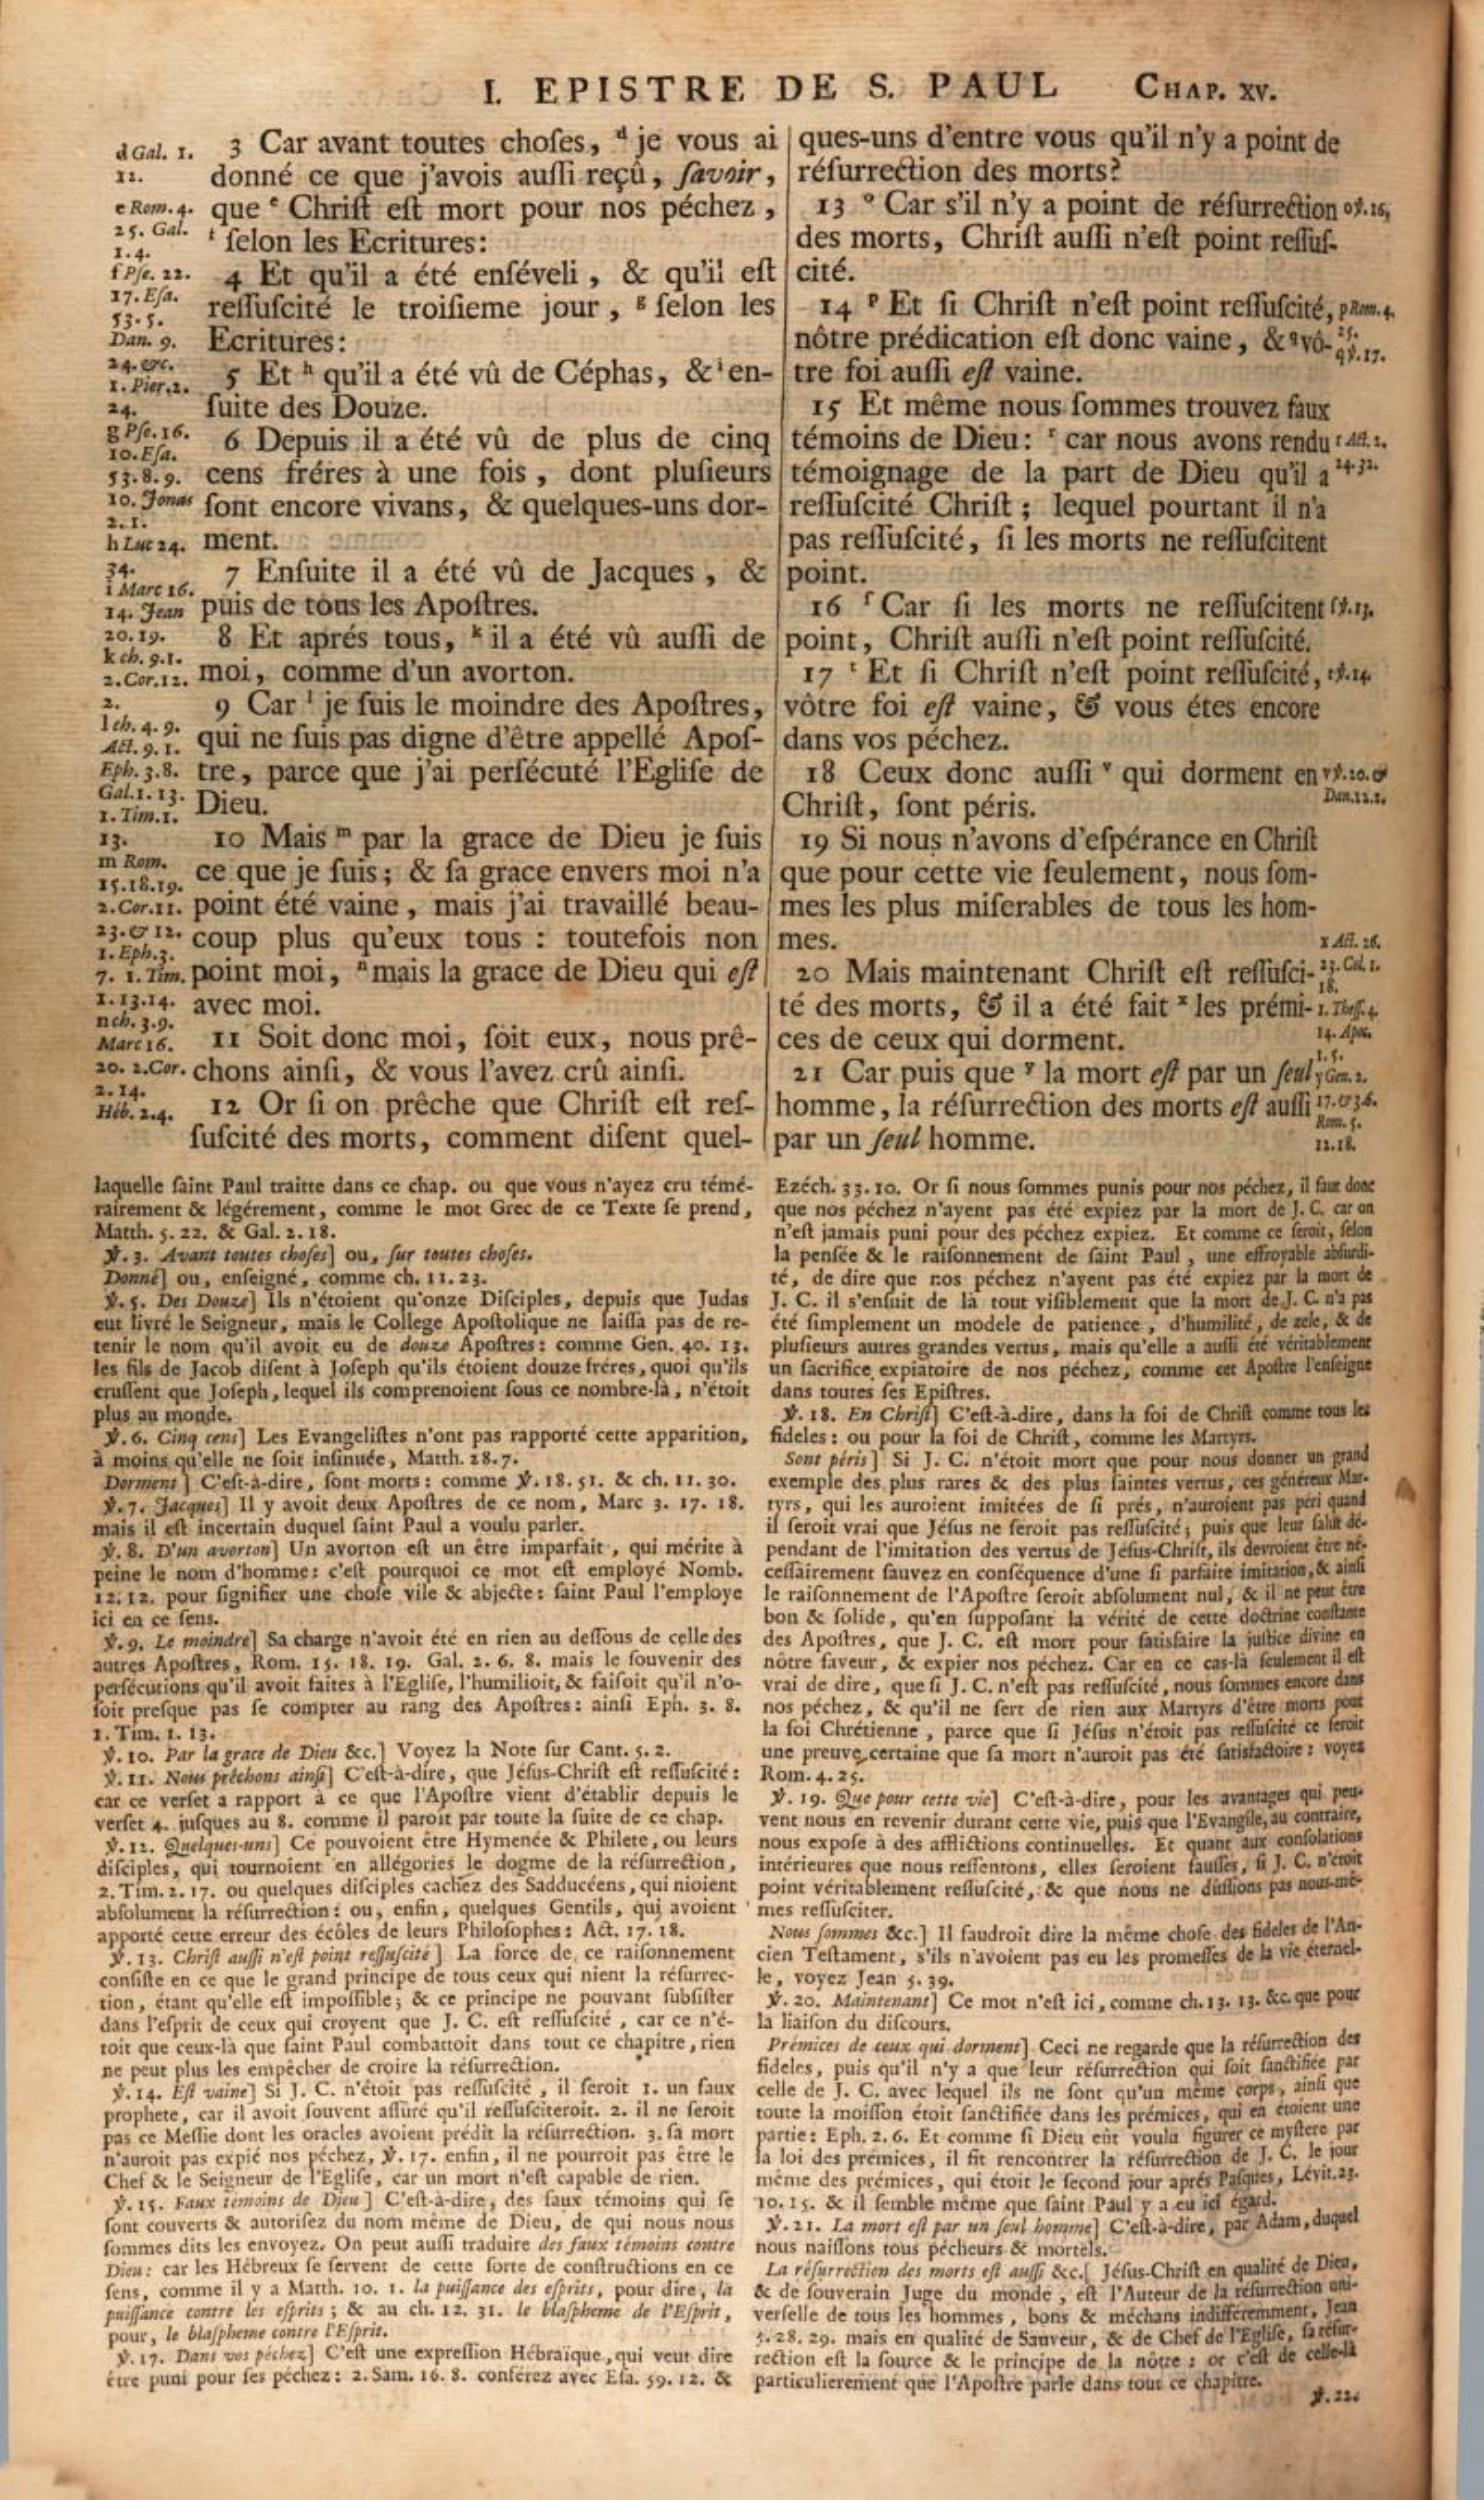 I. EPISTRE DE S. PAUL CHAP. XV.
d Gal. 1.
12.
e Rom. 4.
25. Gal.
1.4.
f Pse. 22.
17. Esa.
53.5.
Dan. 9.
24. &c.
1. Pier. 2.
24.
g Pse. 16.
10. Esa.
53. 8. 9.
10. Jonas
2. 1.
h Luc 24.
34.
i Marc 16.
14. Jean
20. 19.
k ch. 9. 1.
2. Cor. 12.
2.
l ch. 4. 9.
Act. 9. 1.
Eph. 3. 8.
Gal. 1. 13.
1. Tim. 1.
13.
m Rom.
15. 18. 19.
2. Cor. 11.
23. & 12.
1. Eph. 3.
7. 1. Tim.
1. 13. 14.
n ch. 3. 9.
Marc 16.
20. 2. Cor.
2. 14.
Héb. 2. 4.
3 Car avant toutes choſes, ᵈ je vous ai
donné ce que j'avois auſſi reçû, ſavoir,
que ᵉ Chriſt eſt mort pour nos péchez,
ᶠ ſelon les Ecritures:
4 Et qu'il a été enſéveli, & qu'il eſt
reſſuſcité le troiſieme jour, ᵍ ſelon les
Ecritures:
5 Et ʰ qu'il a été vû de Céphas, & ⁱ en-
ſuite des Douze.
6 Depuis il a été vû de plus de cinq
cens fréres à une fois, dont pluſieurs
ſont encore vivans, & quelques-uns dor-
ment.
7 Enſuite il a été vû de Jacques, &
puis de tous les Apoſtres.
8 Et aprés tous, ᵏ il a été vû auſſi de
moi, comme d'un avorton.
9 Car ˡ je ſuis le moindre des Apoſtres,
qui ne ſuis pas digne d'être appellé Apoſ-
tre, parce que j'ai perſécuté l'Egliſe de
Dieu.
10 Mais ᵐ par la grace de Dieu je ſuis
ce que je ſuis; & ſa grace envers moi n'a
point été vaine, mais j'ai travaillé beau-
coup plus qu'eux tous : toutefois non
point moi, ⁿ mais la grace de Dieu qui eſt
avec moi.
11 Soit donc moi, ſoit eux, nous prê-
chons ainſi, & vous l'avez crû ainſi.
12 Or ſi on prêche que Chriſt eſt reſ-
ſuſcité des morts, comment diſent quel-
ques-uns d'entre vous qu'il n'y a point de
réſurrection des morts?
13 ᵒ Car s'il n'y a point de réſurrection
des morts, Chriſt auſſi n'eſt point reſſuſ-
cité.
14 ᵖ Et ſi Chriſt n'eſt point reſſuſcité,
nôtre prédication eſt donc vaine, & ᑫ vô-
tre foi auſſi eſt vaine.
15 Et même nous ſommes trouvez faux
témoins de Dieu: ʳ car nous avons rendu
témoignage de la part de Dieu qu'il a
reſſuſcité Chriſt; lequel pourtant il n'a
pas reſſuſcité, ſi les morts ne reſſuſcitent
point.
16 ſ Car ſi les morts ne reſſuſcitent
point, Chriſt auſſi n'eſt point reſſuſcité.
17 ᵗ Et ſi Chriſt n'eſt point reſſuſcité,
vôtre foi eſt vaine, & vous étes encore
dans vos péchez.
18 Ceux donc auſſi ᵛ qui dorment en
Chriſt, ſont péris.
19 Si nous n'avons d'eſpérance en Chriſt
que pour cette vie ſeulement, nous ſom-
mes les plus miſerables de tous les hom-
mes.
20 Mais maintenant Chriſt eſt reſſuſci-
té des morts, & il a été fait ˣ les prémi-
ces de ceux qui dorment.
21 Car puis que ʸ la mort eſt par un ſeul
homme, la réſurrection des morts eſt auſſi
par un ſeul homme.
o ℣. 16.
p Rom. 4.
25.
q ℣. 17.
r Act. 2.
24. 32.
ſ ℣. 13.
t ℣. 14.
v ℣. 20. &
Dan. 12. 2.
x Act. 26.
23. Col. 1.
18.
1. Theſſ. 4.
14. Apoc.
1. 5.
y Gen. 2.
17. & 3. 6.
Rom. 5.
12. 18.
laquelle ſaint Paul traitte dans ce chap. ou que vous n'ayez cru témé-
rairement & légérement, comme le mot Grec de ce Texte ſe prend,
Matth. 5. 22. & Gal. 2. 18.
℣. 3. Avant toutes choſes] ou, ſur toutes choſes.
Donné] ou, enſeigné, comme ch. 11. 23.
℣. 5. Des Douze] Ils n'étoient qu'onze Diſciples, depuis que Judas
eut livré le Seigneur, mais le College Apoſtolique ne laiſſa pas de re-
tenir le nom qu'il avoit eu de douze Apoſtres: comme Gen. 40. 13.
les fils de Jacob diſent à Joſeph qu'ils étoient douze fréres, quoi qu'ils
cruſſent que Joſeph, lequel ils comprenoient ſous ce nombre-là, n'étoit
plus au monde.
℣. 6. Cinq cens] Les Evangeliſtes n'ont pas rapporté cette apparition,
à moins qu'elle ne ſoit inſinuée, Matth. 28. 7.
Dorment] C'eſt-à-dire, ſont morts: comme ℣. 18. 51. & ch. 11. 30.
℣. 7. Jacques] Il y avoit deux Apoſtres de ce nom, Marc 3. 17. 18.
mais il eſt incertain duquel ſaint Paul a voulu parler.
℣. 8. D'un avorton] Un avorton eſt un être imparfait, qui mérite à
peine le nom d'homme: c'eſt pourquoi ce mot eſt employé Nomb.
12. 12. pour ſignifier une choſe vile & abjecte: ſaint Paul l'employe
ici en ce ſens.
℣. 9. Le moindre] Sa charge n'avoit été en rien au deſſous de celle des
autres Apoſtres, Rom. 15. 18. 19. Gal. 2. 6. 8. mais le ſouvenir des
perſécutions qu'il avoit faites à l'Egliſe, l'humilioit, & faiſoit qu'il n'o-
ſoit preſque pas ſe compter au rang des Apoſtres: ainſi Eph. 3. 8.
1. Tim. 1. 13.
℣. 10. Par la grace de Dieu &c.] Voyez la Note ſur Cant. 5. 2.
℣. 11. Nous prêchons ainſi] C'eſt-à-dire, que Jéſus-Chriſt eſt reſſuſcité:
car ce verſet a rapport à ce que l'Apoſtre vient d'établir depuis le
verſet 4. juſques au 8. comme il paroit par toute la ſuite de ce chap.
℣. 12. Quelques-uns] Ce pouvoient être Hymenée & Philete, ou leurs
diſciples, qui tournoient en allégories le dogme de la réſurrection,
2. Tim. 2. 17. ou quelques diſciples cachez des Sadducéens, qui nioient
abſolument la réſurrection: ou, enfin, quelques Gentils, qui avoient
apporté cette erreur des écôles de leurs Philoſophes: Act. 17. 18.
℣. 13. Chriſt auſſi n'eſt point reſſuſcité] La force de ce raiſonnement
conſiſte en ce que le grand principe de tous ceux qui nient la réſurrec-
tion, étant qu'elle eſt impoſſible; & ce principe ne pouvant ſubſiſter
dans l'eſprit de ceux qui croyent que J. C. eſt reſſuſcité, car ce n'é-
toit que ceux-là que ſaint Paul combattoit dans tout ce chapitre, rien
ne peut plus les empêcher de croire la réſurrection.
℣. 14. Eſt vaine] Si J. C. n'étoit pas reſſuſcité, il ſeroit 1. un faux
prophete, car il avoit ſouvent aſſuré qu'il reſſuſciteroit. 2. il ne ſeroit
pas ce Meſſie dont les oracles avoient prédit la réſurrection. 3. ſa mort
n'auroit pas expié nos péchez, ℣. 17. enfin, il ne pourroit pas être le
Chef & le Seigneur de l'Egliſe, car un mort n'eſt capable de rien.
℣. 15. Faux témoins de Dieu] C'eſt-à-dire, des faux témoins qui ſe
ſont couverts & autoriſez du nom même de Dieu, de qui nous nous
ſommes dits les envoyez. On peut auſſi traduire des faux témoins contre
Dieu: car les Hébreux ſe ſervent de cette ſorte de conſtructions en ce
ſens, comme il y a Matth. 10. 1. la puiſſance des eſprits, pour dire, la
puiſſance contre les eſprits; & au ch. 12. 31. le blaſpheme de l'Eſprit,
pour, le blaſpheme contre l'Eſprit.
℣. 17. Dans vos péchez] C'eſt une expreſſion Hébraïque, qui veut dire
être puni pour ſes péchez: 2. Sam. 16. 8. conférez avec Eſa. 59. 12. &
Ezéch. 33. 10. Or ſi nous ſommes punis pour nos péchez, il faut donc
que nos péchez n'ayent pas été expiez par la mort de J. C. car on
n'eſt jamais puni pour des péchez expiez. Et comme ce ſeroit, ſelon
la penſée & le raiſonnement de ſaint Paul, une effroyable abſurdi-
té, de dire que nos péchez n'ayent pas été expiez par la mort de
J. C. il s'enſuit de là tout viſiblement que la mort de J. C. n'a pas
été ſimplement un modele de patience, d'humilité, de zele, & de
pluſieurs autres grandes vertus, mais qu'elle a auſſi été véritablement
un ſacrifice expiatoire de nos péchez, comme cet Apoſtre l'enſeigne
dans toutes ſes Epiſtres.
℣. 18. En Chriſt] C'eſt-à-dire, dans la foi de Chriſt comme tous les
fideles: ou pour la foi de Chriſt, comme les Martyrs.
Sont péris] Si J. C. n'étoit mort que pour nous donner un grand
exemple des plus rares & des plus ſaintes vertus, ces généreux Mar-
tyrs, qui les auroient imitées de ſi prés, n'auroient pas péri quand
il ſeroit vrai que Jéſus ne ſeroit pas reſſuſcité; puis que leur ſalut dé-
pendant de l'imitation des vertus de Jéſus-Chriſt, ils devroient être né-
ceſſairement ſauvez en conſéquence d'une ſi parfaite imitation, & ainſi
le raiſonnement de l'Apoſtre ſeroit abſolument nul, & il ne peut être
bon & ſolide, qu'en ſuppoſant la vérité de cette doctrine conſtante
des Apoſtres, que J. C. eſt mort pour ſatisfaire la juſtice divine en
nôtre faveur, & expier nos péchez. Car en ce cas-là ſeulement il eſt
vrai de dire, que ſi J. C. n'eſt pas reſſuſcité, nous ſommes encore dans
nos péchez, & qu'il ne ſert de rien aux Martyrs d'être morts pour
la foi Chrétienne, parce que ſi Jéſus n'étoit pas reſſuſcité ce ſeroit
une preuve certaine que ſa mort n'auroit pas été ſatisfactoire: voyez
Rom. 4. 25.
℣. 19. Que pour cette vie] C'eſt-à-dire, pour les avantages qui peu-
vent nous en revenir durant cette vie, puis que l'Evangile, au contraire,
nous expoſe à des afflictions continuelles. Et quant aux conſolations
intérieures que nous reſſentons, elles ſeroient fauſſes, ſi J. C. n'étoit
point véritablement reſſuſcité, & que nous ne dûſſions pas nous-mê-
mes reſſuſciter.
Nous ſommes &c.] Il faudroit dire la même choſe des fideles de l'An-
cien Teſtament, s'ils n'avoient pas eu les promeſſes de la vie éternel-
le, voyez Jean 5. 39.
℣. 20. Maintenant] Ce mot n'eſt ici, comme ch. 13. 13. &c. que pour
la liaiſon du diſcours.
Prémices de ceux qui dorment] Ceci ne regarde que la réſurrection des
fideles, puis qu'il n'y a que leur réſurrection qui ſoit ſanctifiée par
celle de J. C. avec lequel ils ne ſont qu'un même corps, ainſi que
toute la moiſſon étoit ſanctifiée dans les prémices, qui en étoient une
partie: Eph. 2. 6. Et comme ſi Dieu eût voulu figurer ce myſtere par
la loi des prémices, il fit rencontrer la réſurrection de J. C. le jour
même des prémices, qui étoit le ſecond jour aprés Paſques, Lévit. 23.
10. 15. & il ſemble même que ſaint Paul y a eu ici égard.
℣. 21. La mort eſt par un ſeul homme] C'eſt-à-dire, par Adam, duquel
nous naiſſons tous pécheurs & mortels.
La réſurrection des morts eſt auſſi &c.[ Jéſus-Chriſt en qualité de Dieu,
& de ſouverain Juge du monde, eſt l'Auteur de la réſurrection uni-
verſelle de tous les hommes, bons & méchans indifféremment, Jean
5. 28. 29. mais en qualité de Sauveur, & de Chef de l'Egliſe, ſa réſur-
rection eſt la ſource & le principe de la nôtre: or c'eſt de celle-là
particulierement que l'Apoſtre parle dans tout ce chapitre.
℣. 22.